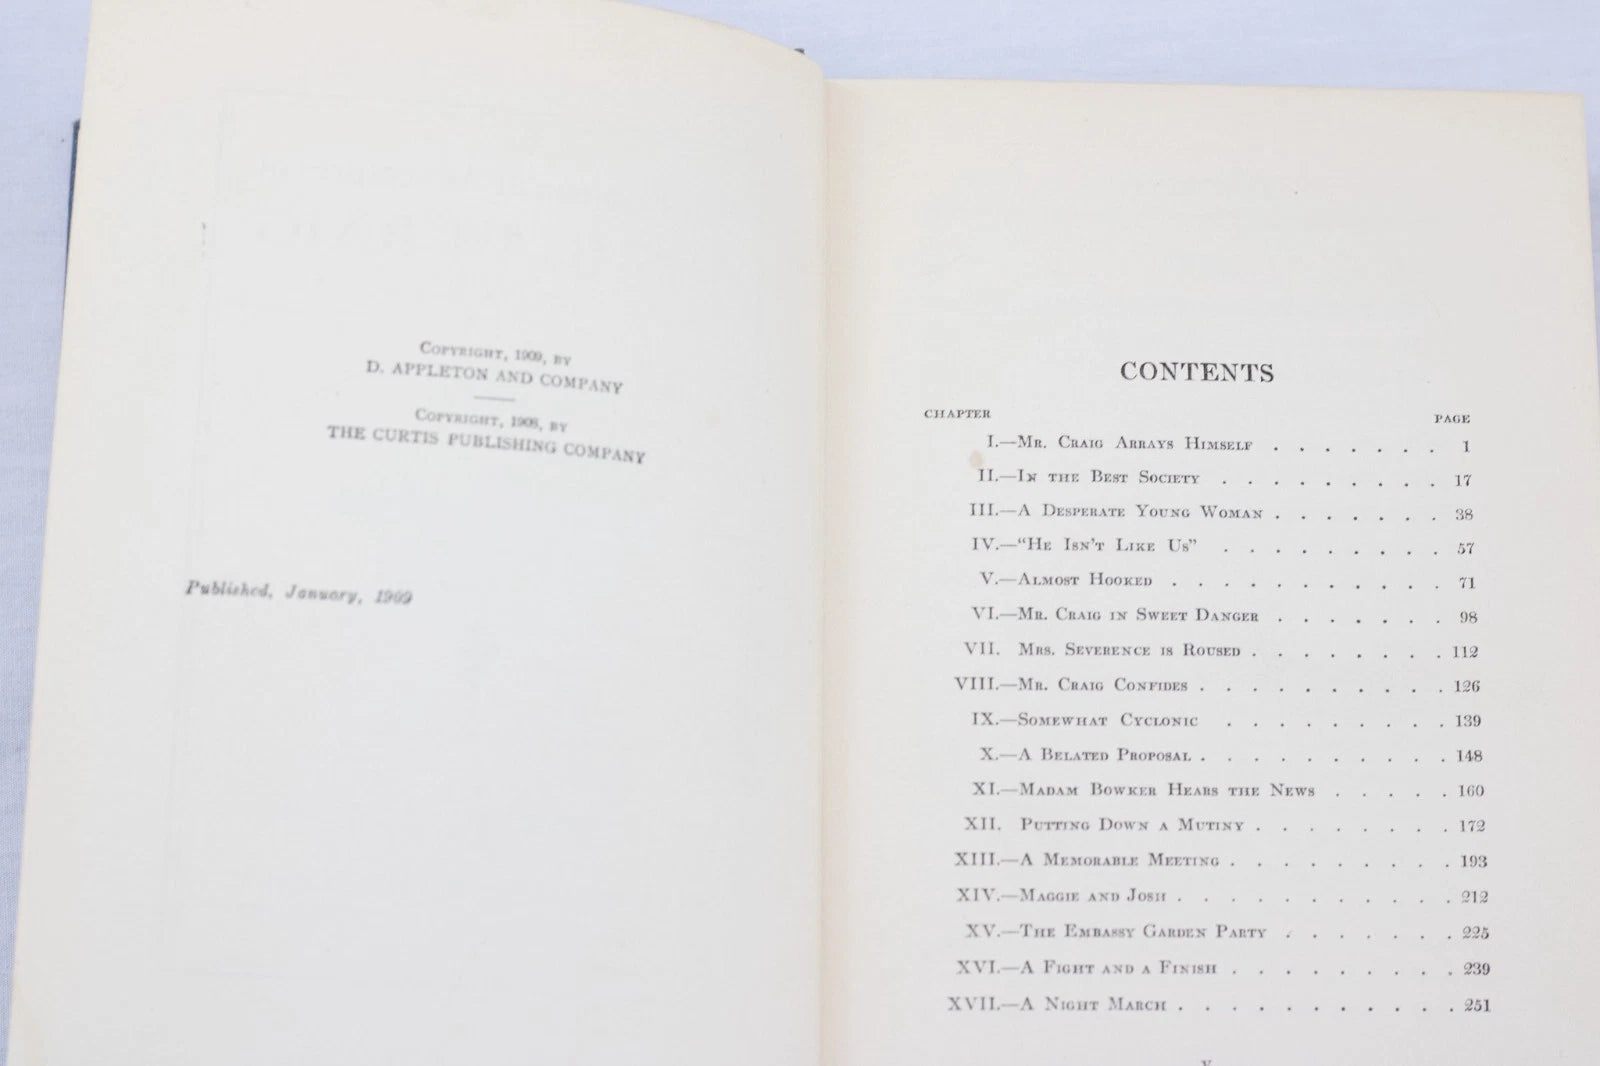 Copyright, 1909, by
D. APPLETON AND COMPANY
Copyright, 1908, by
THE CURTIS PUBLISHING COMPANY
Published, January, 1909
CONTENTS
CHAPTER PAGE
I.—Mr. Craig Arrays Himself . . . . . . . 1
II.—In the Best Society . . . . . . . . . 17
III.—A Desperate Young Woman . . . . . . . 38
IV.—"He Isn't Like Us" . . . . . . . . . 57
V.—Almost Hooked . . . . . . . . . . . 71
VI.—Mr. Craig in Sweet Danger . . . . . . . 98
VII. Mrs. Severence is Roused . . . . . . . . 112
VIII.—Mr. Craig Confides . . . . . . . . . . 126
IX.—Somewhat Cyclonic . . . . . . . . . 139
X.—A Belated Proposal . . . . . . . . . . 148
XI.—Madam Bowker Hears the News . . . . . 160
XII. Putting Down a Mutiny . . . . . . . . 172
XIII.—A Memorable Meeting . . . . . . . . . 193
XIV.—Maggie and Josh . . . . . . . . . . . 212
XV.—The Embassy Garden Party . . . . . . . 225
XVI.—A Fight and a Finish . . . . . . . . . 239
XVII.—A Night March . . . . . . . . . . . 251
v